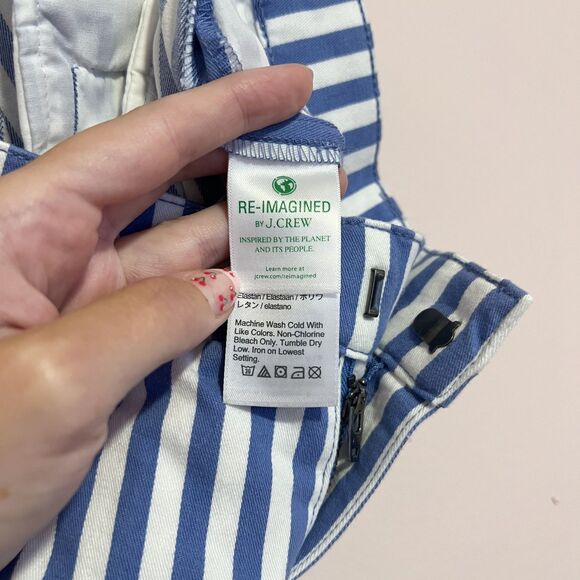 RE-IMAGINED
BY J.CREW
INSPIRED BY THE PLANET
AND ITS PEOPLE.
Learn more at
jcrew.com/reimagined
Elastan / Elastaan / ポリウ
レタン / elastano
Machine Wash Cold With
Like Colors. Non-Chlorine
Bleach Only. Tumble Dry
Low. Iron on Lowest
Setting.
30